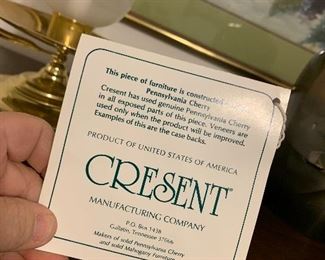 This piece of furniture is constructed
Pennsylvania Cherry
Cresent has used genuine Pennsylvania Cherry
in all exposed parts of this piece. Veneers are
used only when the product will be improved.
Examples of this are the case backs.
PRODUCT OF UNITED STATES OF AMERICA
CRESENT
MANUFACTURING COMPANY
P.O. Box 1438
Gallatin, Tennessee 37066
Makers of solid Pennsylvania Cherry
and solid Mahogany Furniture